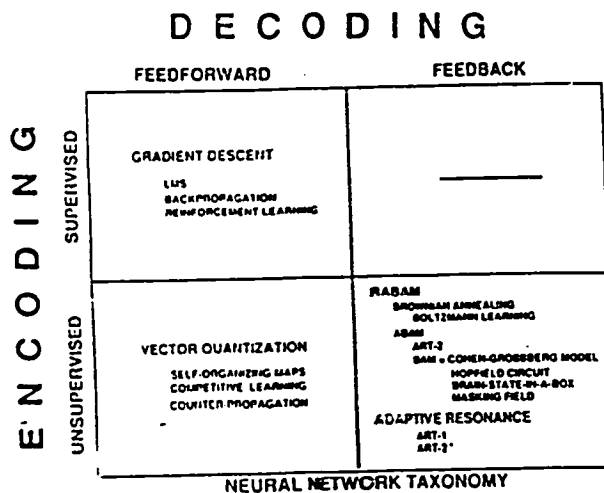 DECODING
FEEDFORWARD
FEEDBACK
ENCODING
SUPERVISED
GRADIENT DESCENT
LMS
BACKPROPAGATION
REINFORCEMENT LEARNING
UNSUPERVISED
VECTOR QUANTIZATION
SELF-ORGANIZING MAPS
COMPETITIVE LEARNING
COUNTER-PROPAGATION
RABAM
BROWNIAN ANNEALING
BOLTZMANN LEARNING
ABAM
ART-2
BAM - COHEN-GROSSBERG MODEL
HOPFIELD CIRCUIT
BRAIN-STATE-IN-A-BOX
MASKING FIELD
ADAPTIVE RESONANCE
ART-1
ART-2'
NEURAL NETWORK TAXONOMY